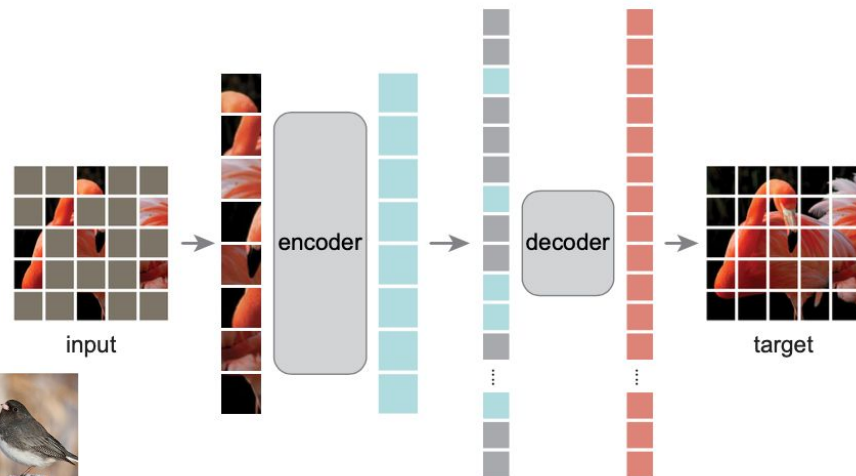 input
encoder
decoder
target